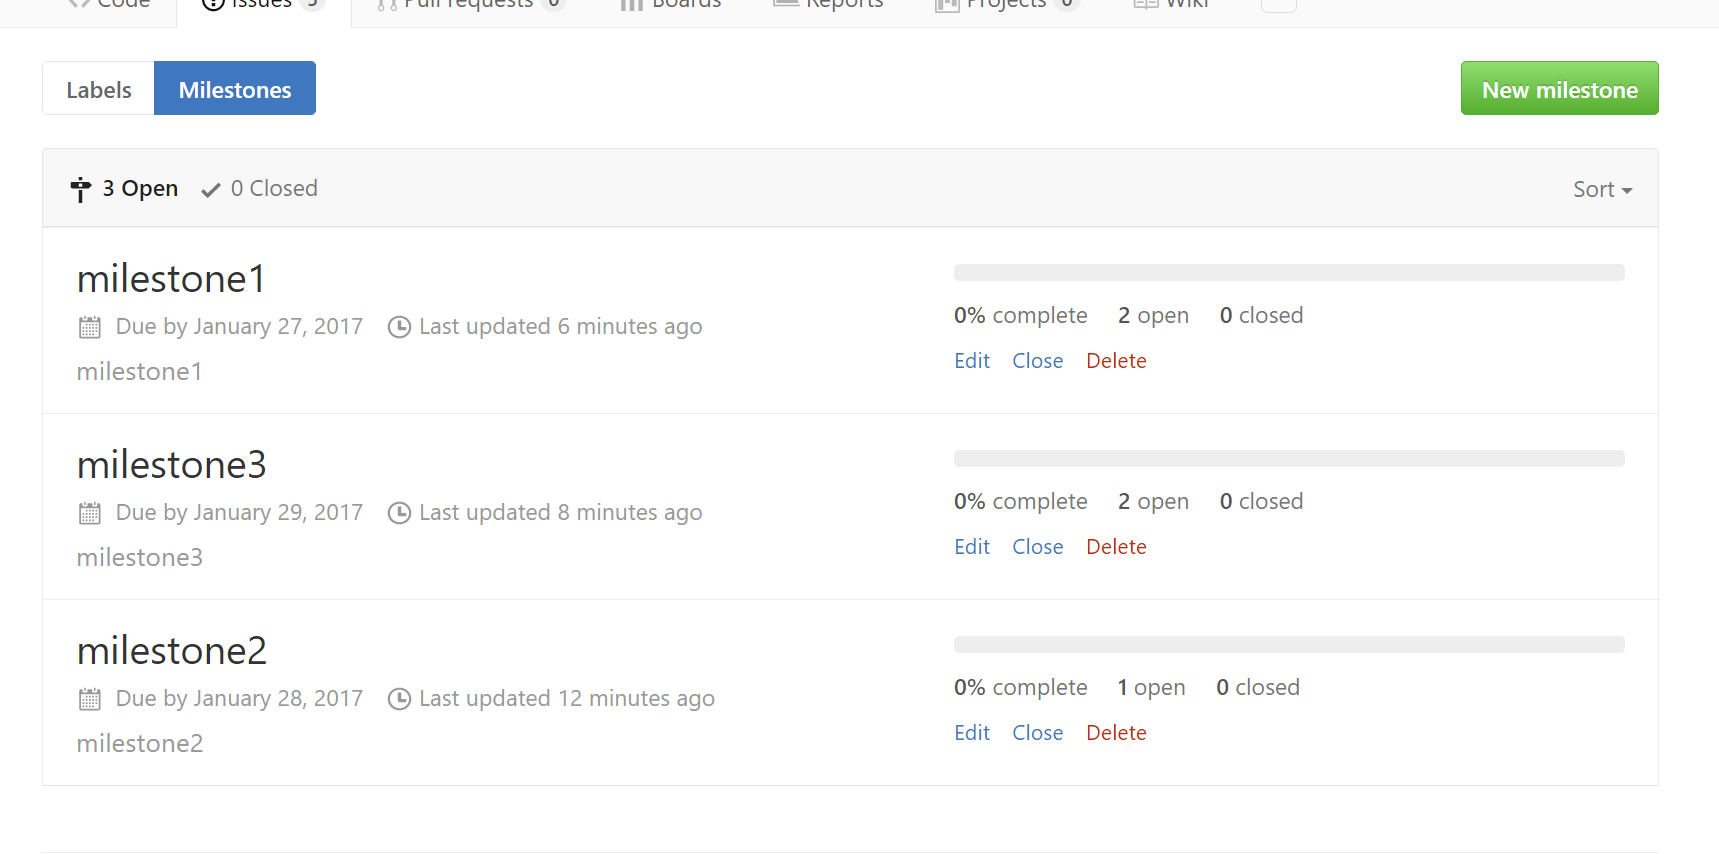 Code Issues 5 Pull requests 0 Boards Reports Projects 0 Wiki
Labels Milestones New milestone
3 Open 0 Closed Sort
milestone1
Due by January 27, 2017 Last updated 6 minutes ago
milestone1
0% complete 2 open 0 closed
Edit Close Delete
milestone3
Due by January 29, 2017 Last updated 8 minutes ago
milestone3
0% complete 2 open 0 closed
Edit Close Delete
milestone2
Due by January 28, 2017 Last updated 12 minutes ago
milestone2
0% complete 1 open 0 closed
Edit Close Delete